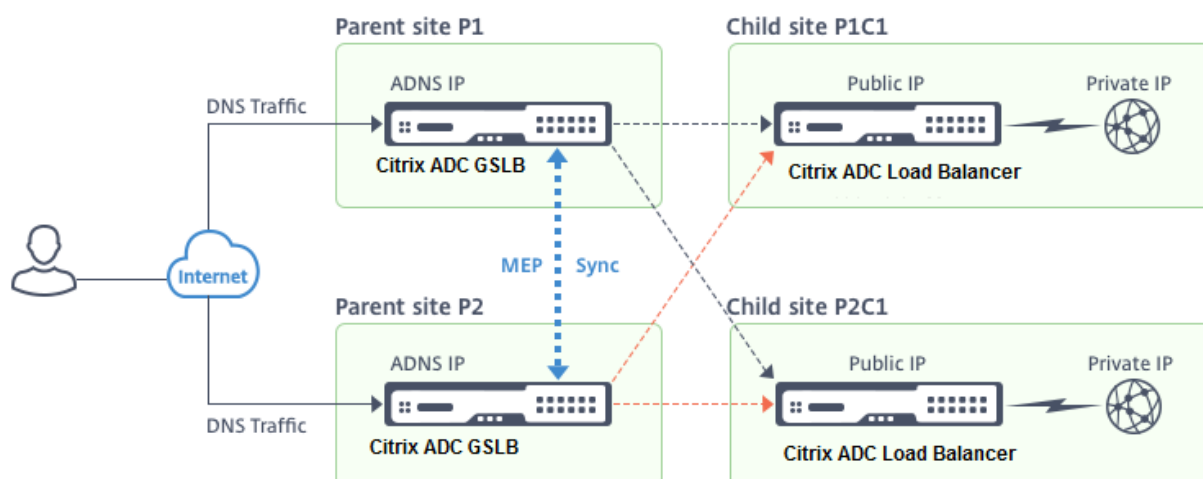 Parent site P1
Child site P1C1
ADNS IP
Public IP
Private IP
DNS Traffic
Citrix ADC GSLB
Citrix ADC Load Balancer
Internet
MEP Sync
Parent site P2
Child site P2C1
ADNS IP
Public IP
Private IP
DNS Traffic
Citrix ADC GSLB
Citrix ADC Load Balancer